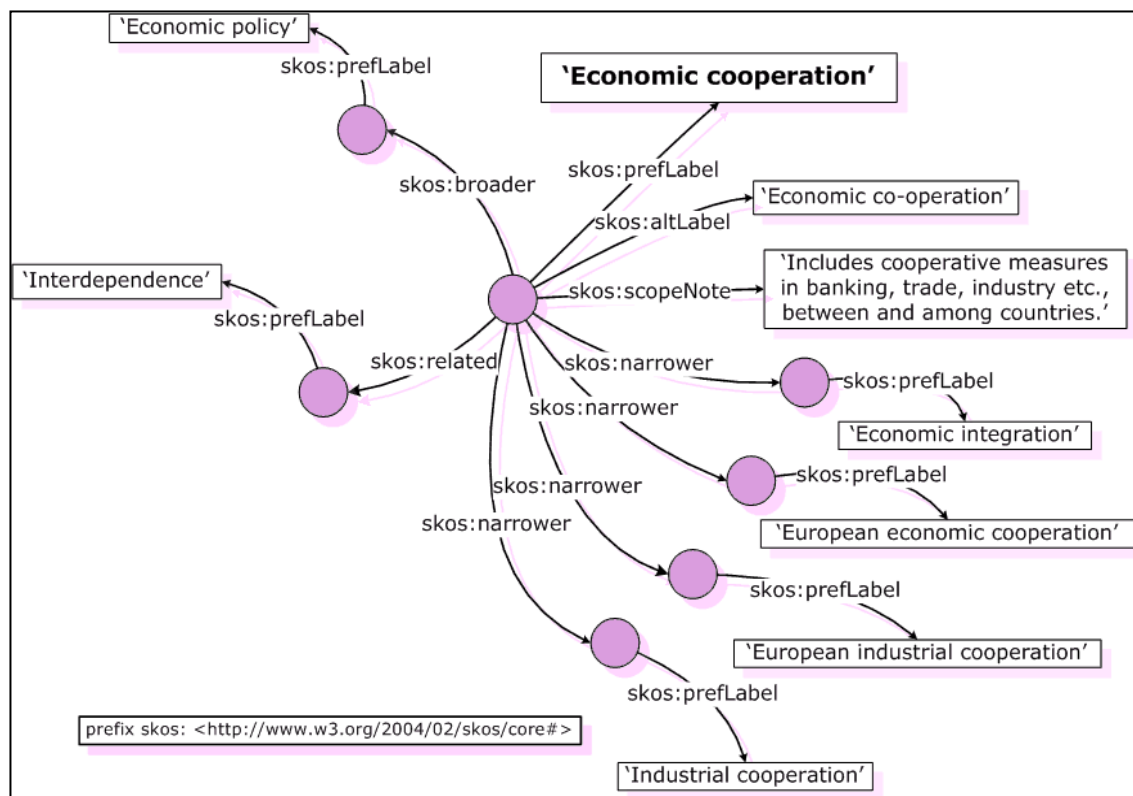 ‘Economic policy’
skos:prefLabel
‘Economic cooperation’
skos:prefLabel
skos:broader
‘Economic co-operation’
skos:altLabel
‘Interdependence’
skos:prefLabel
skos:scopeNote
‘Includes cooperative measures
in banking, trade, industry etc.,
between and among countries.’
skos:related
skos:narrower
skos:prefLabel
‘Economic integration’
skos:narrower
skos:prefLabel
‘European economic cooperation’
skos:narrower
skos:prefLabel
‘European industrial cooperation’
skos:narrower
skos:prefLabel
‘Industrial cooperation’
prefix skos: <http://www.w3.org/2004/02/skos/core#>